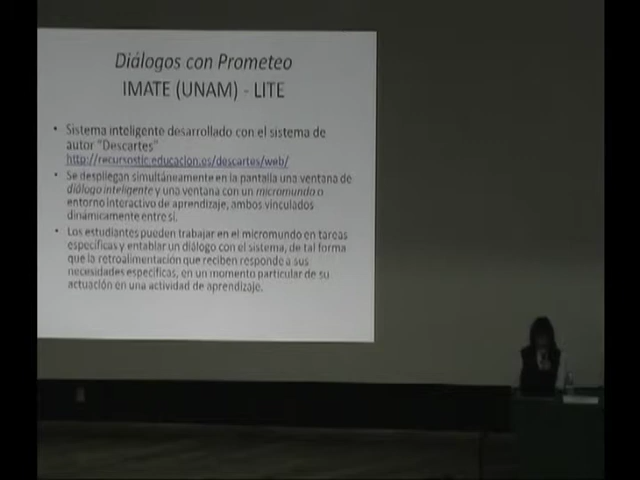 Diálogos con Prometeo
IMATE (UNAM) - LITE
• Sistema inteligente desarrollado con el sistema de
autor "Descartes"
http://recursostic.educacion.es/descartes/web/
• Se despliegan simultáneamente en la pantalla una ventana de
diálogo inteligente y una ventana con un micromundo o
entorno interactivo de aprendizaje, ambos vinculados
dinámicamente entre sí.
• Los estudiantes pueden trabajar en el micromundo en tareas
específicas y entablar un diálogo con el sistema, de tal forma
que la retroalimentación que reciben responde a sus
necesidades específicas, en un momento particular de su
actuación en una actividad de aprendizaje.